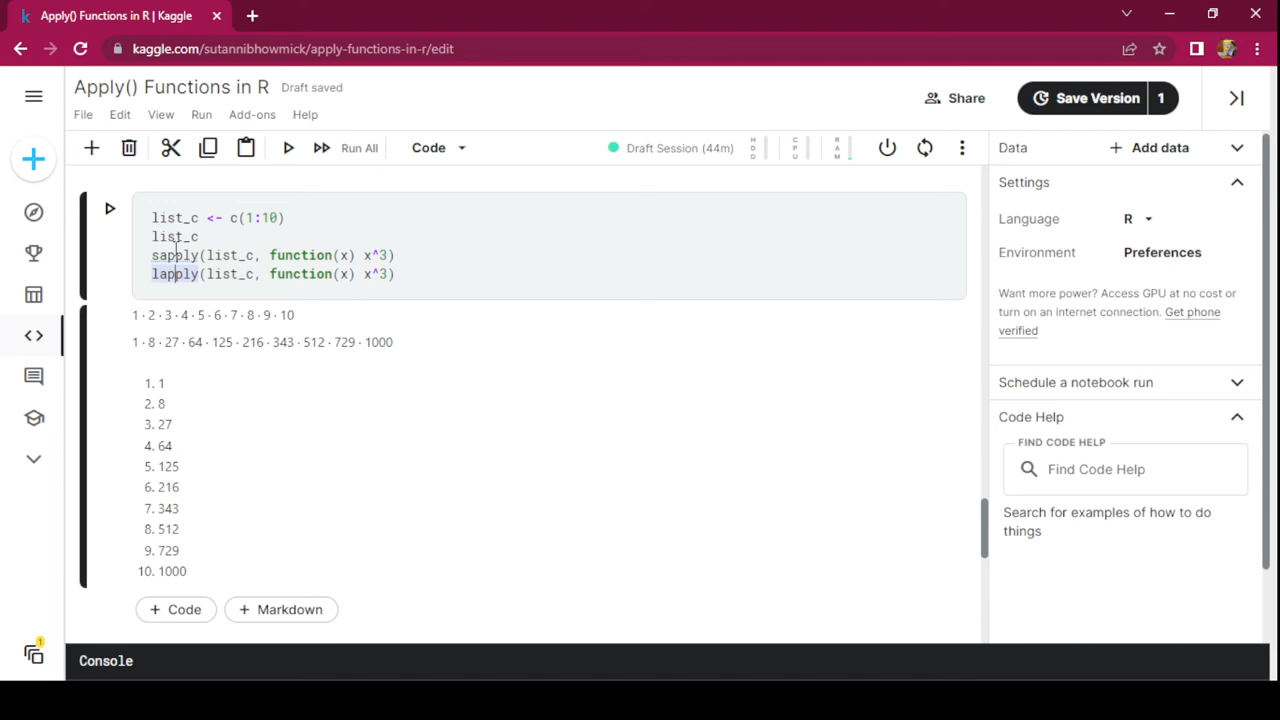 Apply() Functions in R | Kaggle
kaggle.com/sutannibhowmick/apply-functions-in-r/edit
Apply() Functions in R Draft saved
Share
Save Version 1
File Edit View Run Add-ons Help
Run All
Code
Draft Session (44m)
HDD
CPU
RAM
Data
Add data
Settings
Language R
Environment Preferences
Want more power? Access GPU at no cost or
turn on an internet connection. Get phone
verified
Schedule a notebook run
Code Help
FIND CODE HELP
Find Code Help
Search for examples of how to do
things
list_c <- c(1:10)
list_c
sapply(list_c, function(x) x^3)
lapply(list_c, function(x) x^3)
1 · 2 · 3 · 4 · 5 · 6 · 7 · 8 · 9 · 10
1 · 8 · 27 · 64 · 125 · 216 · 343 · 512 · 729 · 1000
1. 1
2. 8
3. 27
4. 64
5. 125
6. 216
7. 343
8. 512
9. 729
10. 1000
+ Code + Markdown
1
Console